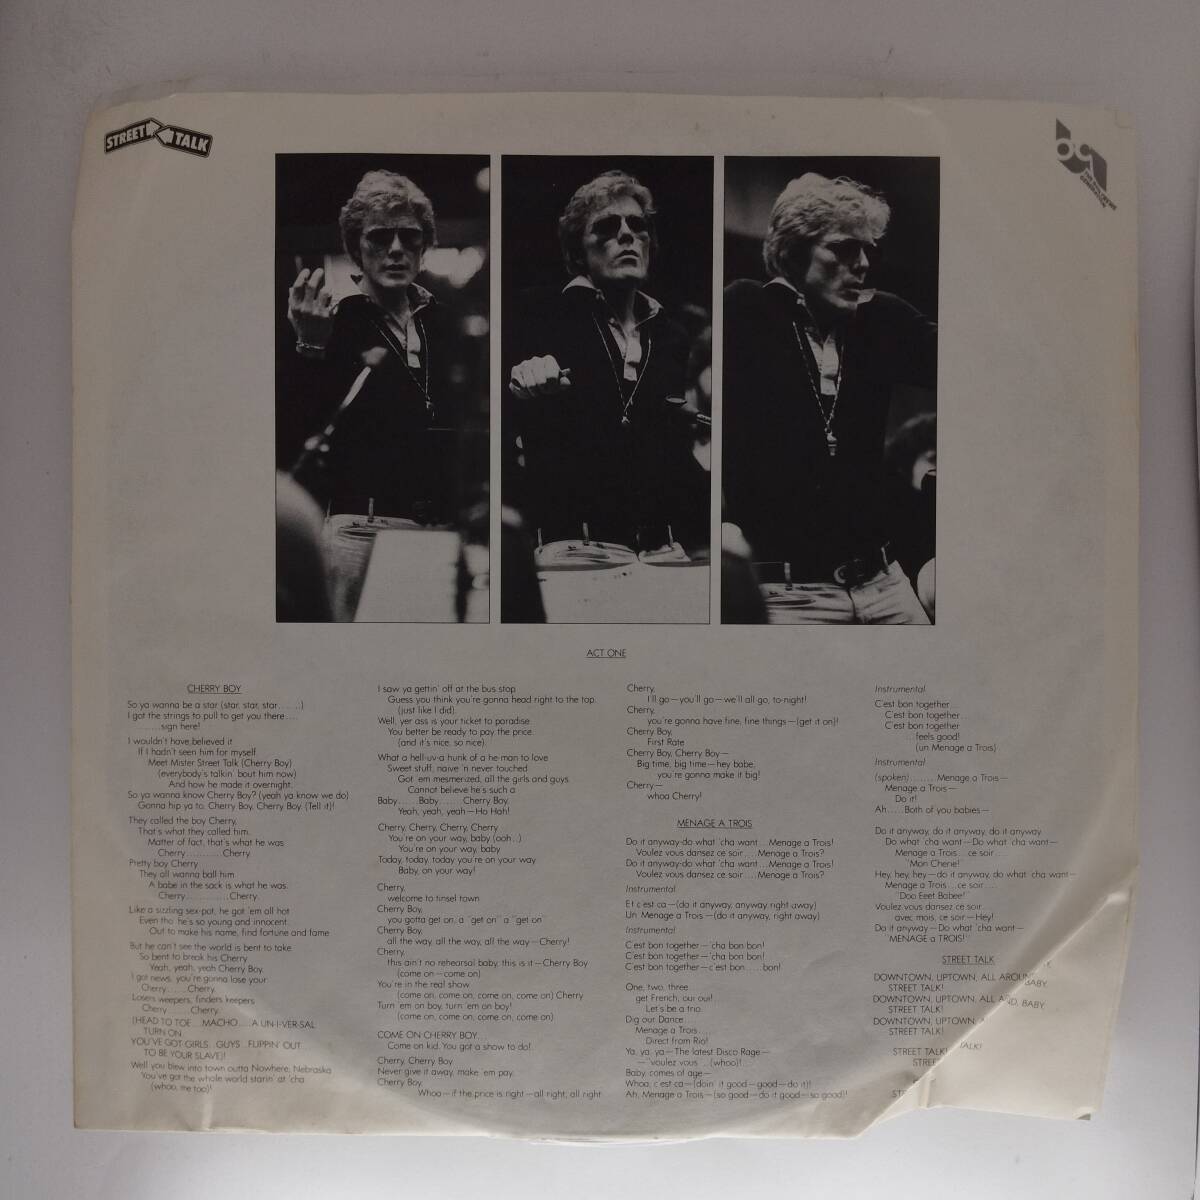 STREET TALK
THE BOB CREWE
GENERATION
ACT ONE
CHERRY BOY
So ya wanna be a star (star, star, star......)
I got the strings to pull to get you there....
........sign here!
I wouldn't have believed it
If I hadn't seen him for myself.
Meet Mister Street Talk (Cherry Boy)
(everybody's talkin' bout him now)
And how he made it overnight.
So ya wanna know Cherry Boy? (yeah ya know we do)
Gonna hip ya to, Cherry Boy, Cherry Boy. (Tell it)!
They called the boy Cherry,
That's what they called him.
Matter of fact, that's what he was
Cherry..........Cherry.
Pretty boy Cherry
They all wanna ball him
A babe in the sack is what he was.
Cherry............Cherry.
Like a sizzling sex-pot, he got 'em all hot
Even tho' he's so young and innocent.
Out to make his name, find fortune and fame
But he can't see the world is bent to take
So bent to break his Cherry
Yeah, yeah, yeah Cherry Boy.
I got news, you're gonna lose your
Cherry......Cherry.
Losers weepers, finders keepers
Cherry.......Cherry.
(HEAD TO TOE...MACHO....A UN-I-VER-SAL
TURN ON
YOU'VE GOT GIRLS...GUYS...FLIPPIN' OUT...
TO BE YOUR SLAVE)!
Well you blew into town outta Nowhere, Nebraska
You've got the whole world starin' at 'cha
(whoo, me too)!
I saw ya gettin' off at the bus stop
Guess you think you're gonna head right to the top.
(just like I did).
Well, yer ass is your ticket to paradise
You better be ready to pay the price.
(and it's nice, so nice).
What a hell-uv-a hunk of a he-man to love
Sweet stuff, naive 'n never touched
Got 'em mesmerized, all the girls and guys
Cannot believe he's such a
Baby......Baby.......Cherry Boy.
Yeah, yeah, yeah—Ho Hah!
Cherry, Cherry, Cherry, Cherry
You're on your way, baby (ooh..)
You're on your way, baby
Today, today, today you're on your way
Baby, on your way!
Cherry,
welcome to tinsel town
Cherry Boy,
you gotta get on, a "get on" a "get on"
Cherry Boy,
all the way, all the way, all the way—Cherry!
Cherry,
this ain't no rehearsal baby, this is it—Cherry Boy
(come on—come on)
You're in the real show
(come on, come on, come on, come on) Cherry
Turn 'em on boy, turn 'em on boy!
(come on, come on, come on, come on)
COME ON CHERRY BOY...
Come on kid, You got a show to do!
Cherry, Cherry Boy
Never give it away, make 'em pay.
Cherry Boy,
Whoa—if the price is right—all right, all right
Cherry,
I'll go—you'll go—we'll all go, to-night!
Cherry,
you're gonna have fine, fine things—(get it on)!
Cherry Boy,
First Rate
Cherry Boy, Cherry Boy—
Big time, big time—hey babe,
you're gonna make it big!
Cherry—
whoa Cherry!
MENAGE A TROIS
Do it anyway-do what 'cha want...Menage a Trois!
'Voulez vous dansez ce soir....Menage a Trois?
Do it anyway-do what 'cha want...Menage a Trois!
'Voulez vous dansez ce soir....Menage a Trois?
Instrumental
Et c'est ca—(do it anyway, anyway right away)
Un Menage a Trois—(do it anyway, right away)
Instrumental
C'est bon together—'cha bon bon!
C'est bon together—'cha bon bon!
C'est bon together—c'est bon.....bon!
One, two, three...
get French, oui oui!...
Let's be a trio.
Dig our Dance....
Menage a Trois....
Direct from Rio!
Ya, ya, ya—The latest Disco Rage—
—"voulez vous"...(whoo)!...
Baby, comes of age—
Whoa, c'est ca—(doin' it good—good—do it)!
Ah, Menage a Trois—(so good—do it good—so good)!
Instrumental
C'est bon together...
C'est bon together....
C'est bon together
...feels good!
(un Menage a Trois)
Instrumental
(spoken)........Menage a Trois—
Menage a Trois—
Do it!
Ah.....Both of you babies—
Do it anyway, do it anyway, do it anyway
Do what 'cha want—Do what 'cha want—
Menage a Trois...ce soir....
"Mon Cherie"!
Hey, hey, hey—do it anyway, do what 'cha want—
Menage a Trois...ce soir....
"Doo Eeet Babee!"
Voulez vous dansez ce soir....
avec mois, ce soir—Hey!
Do it anyway—Do what 'cha want—
"MENAGE a TROIS!"
STREET TALK
DOWNTOWN, UPTOWN, ALL AROUN
BABY,
STREET TALK!
DOWNTOWN, UPTOWN, ALL
BABY,
STREET TALK!
DOWNTOWN, UPTOWN,
STREET TALK!
STREET TALK!